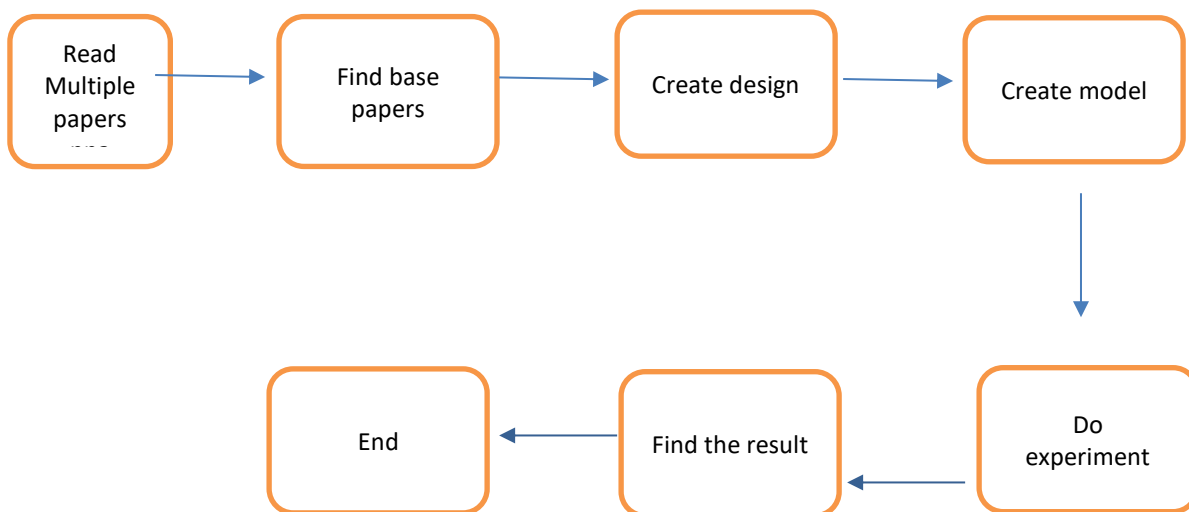 Read
Multiple
papers
Find base
papers
Create design
Create model
Do
experiment
Find the result
End